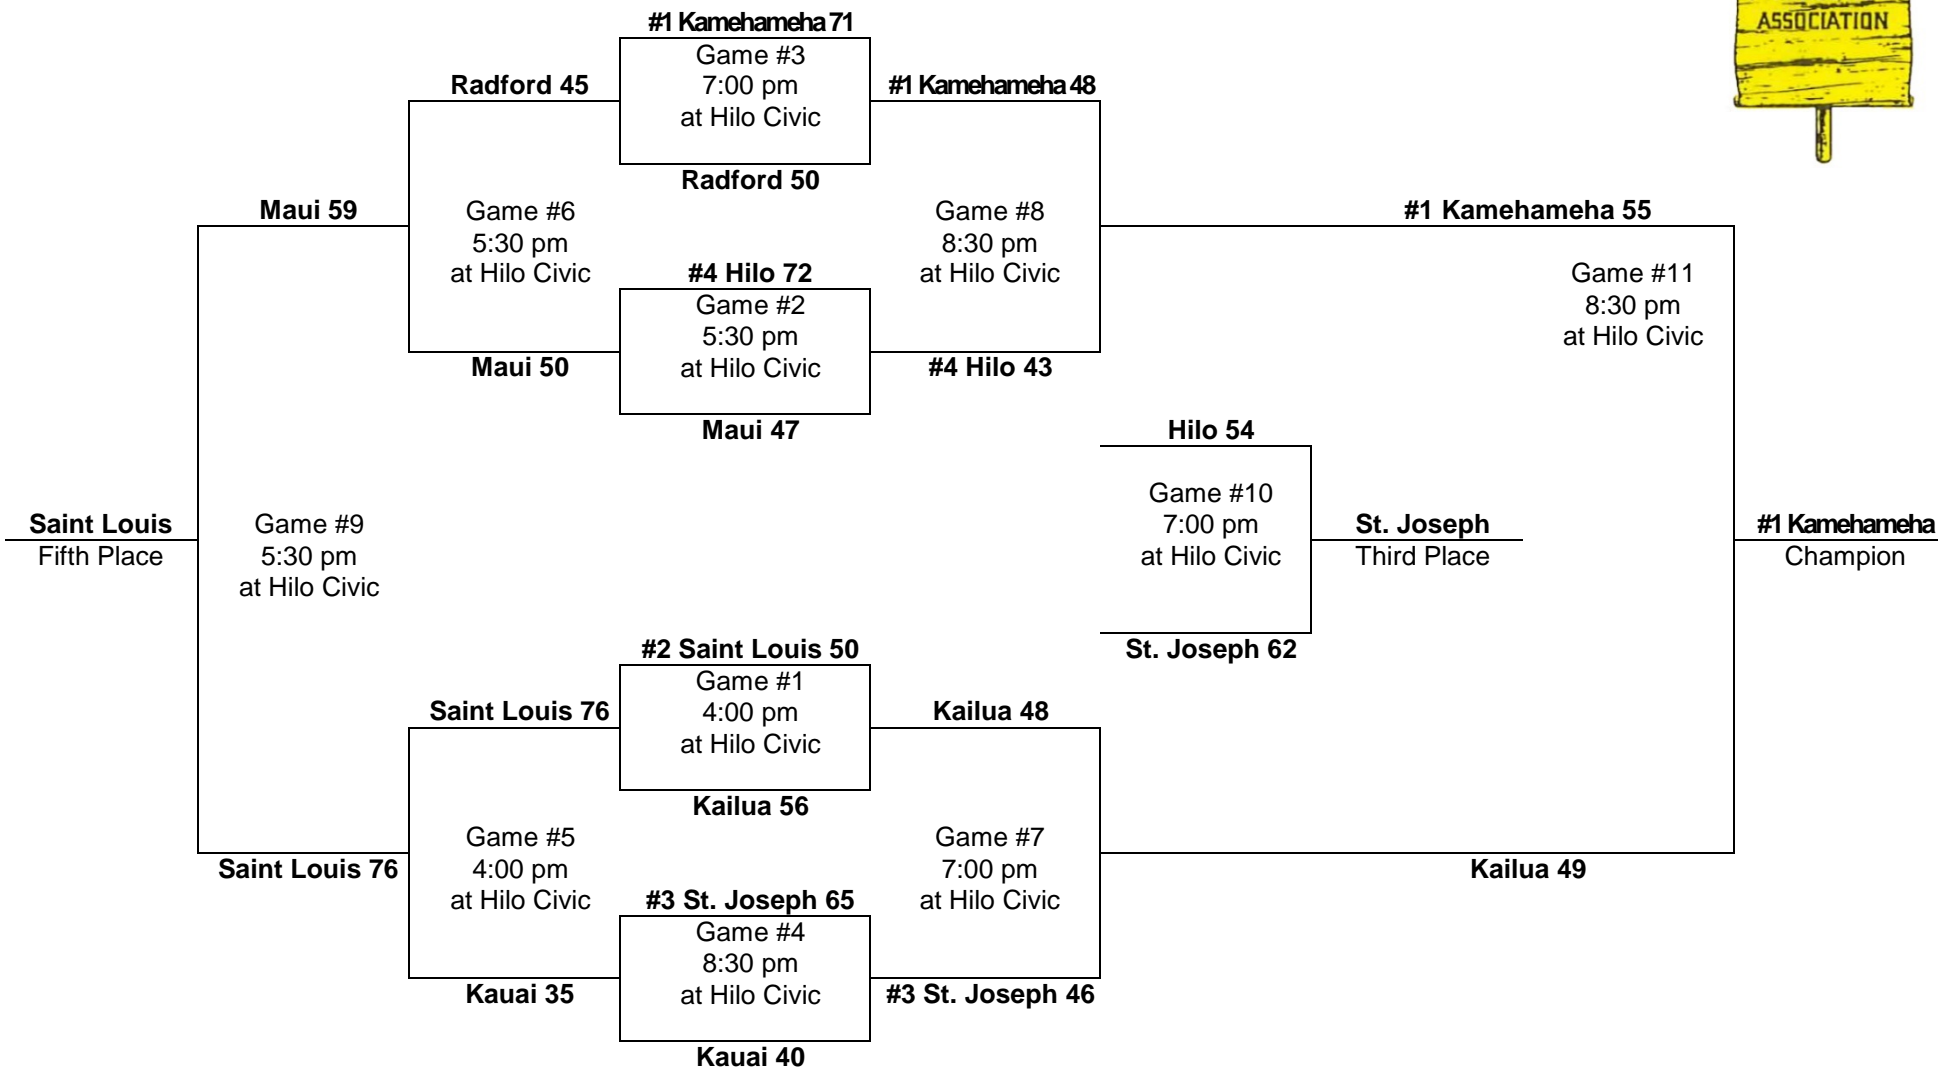 ASSOCIATION
#1 Kamehameha 71
Game #3
7:00 pm
at Hilo Civic
Radford 50
Radford 45
#1 Kamehameha 48
Maui 59
Game #6
5:30 pm
at Hilo Civic
#4 Hilo 72
Game #2
5:30 pm
at Hilo Civic
Maui 47
Maui 50
Game #8
8:30 pm
at Hilo Civic
#4 Hilo 43
#1 Kamehameha 55
Game #11
8:30 pm
at Hilo Civic
Hilo 54
Game #10
7:00 pm
at Hilo Civic
St. Joseph 62
St. Joseph
Third Place
#1 Kamehameha
Champion
Saint Louis
Fifth Place
Game #9
5:30 pm
at Hilo Civic
#2 Saint Louis 50
Game #1
4:00 pm
at Hilo Civic
Kailua 56
Saint Louis 76
Kailua 48
Saint Louis 76
Game #5
4:00 pm
at Hilo Civic
#3 St. Joseph 65
Game #4
8:30 pm
at Hilo Civic
Kauai 40
Kauai 35
Game #7
7:00 pm
at Hilo Civic
#3 St. Joseph 46
Kailua 49